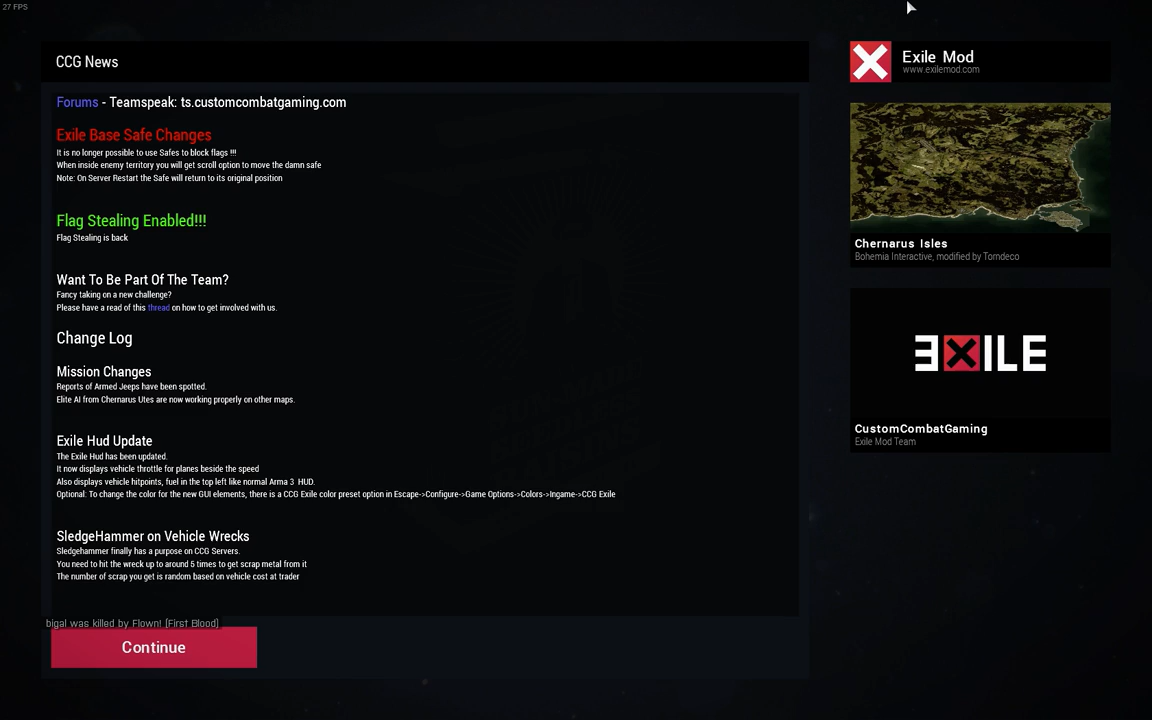 27 FPS
CCG News
Forums - Teamspeak: ts.customcombatgaming.com
Exile Base Safe Changes
It is no longer possible to use Safes to block flags !!!
When inside enemy territory you will get scroll option to move the damn safe
Note: On Server Restart the Safe will return to its original position
Flag Stealing Enabled!!!
Flag Stealing is back
Want To Be Part Of The Team?
Fancy taking on a new challenge?
Please have a read of this thread on how to get involved with us.
Change Log
Mission Changes
Reports of Armed Jeeps have been spotted.
Elite AI from Chernarus Utes are now working properly on other maps.
Exile Hud Update
The Exile Hud has been updated.
It now displays vehicle throttle for planes beside the speed
Also displays vehicle hitpoints, fuel in the top left like normal Arma 3 HUD.
Optional: To change the color for the new GUI elements, there is a CCG Exile color preset option in Escape->Configure->Game Options->Colors->Ingame->CCG Exile
SledgeHammer on Vehicle Wrecks
Sledgehammer finally has a purpose on CCG Servers.
You need to hit the wreck up to around 5 times to get scrap metal from it
The number of scrap you get is random based on vehicle cost at trader
bigal was killed by Flown! (First Blood)
Continue
Exile Mod
www.exilemod.com
Chernarus Isles
Bohemia Interactive, modified by Tomdeco
EXILE
CustomCombatGaming
Exile Mod Team